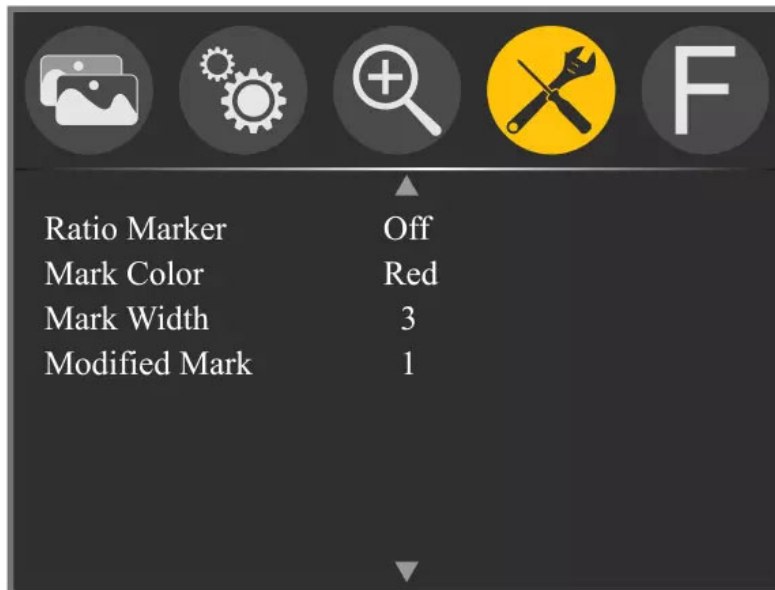 F
Ratio Marker Off
Mark Color Red
Mark Width 3
Modified Mark 1